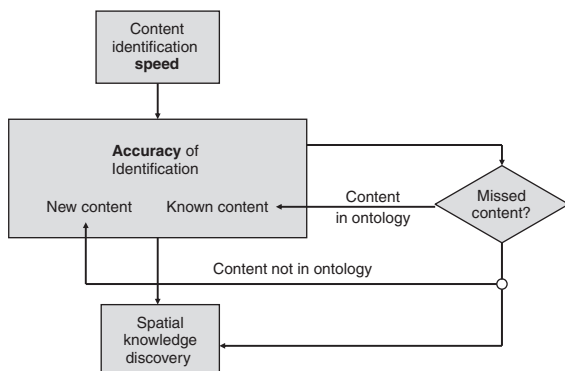 Content
identification
speed
Accuracy of
Identification
New content
Known content
Content
in ontology
Missed
content?
Content not in ontology
Spatial
knowledge
discovery